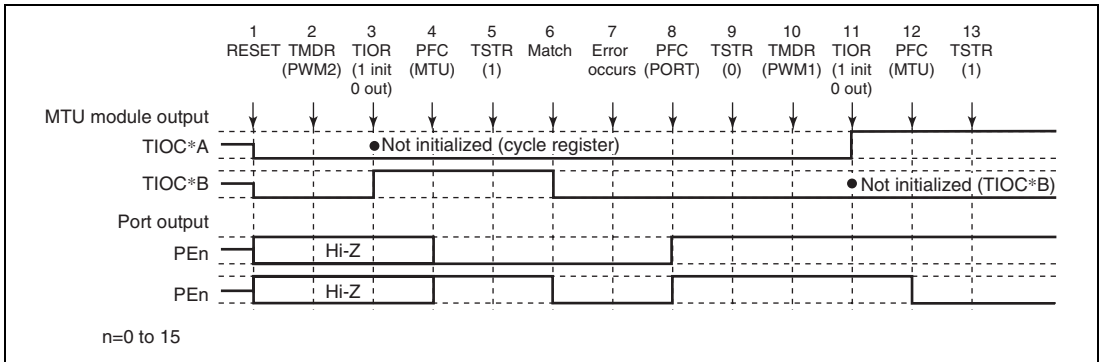 1 2 3 4 5 6 7 8 9 10 11 12 13
RESET TMDR TIOR PFC TSTR Match Error PFC TSTR TMDR TIOR PFC TSTR
(PWM2) (1 init (MTU) (1) occurs (PORT) (0) (PWM1) (1 init (MTU) (1)
0 out) 0 out)
MTU module output
TIOC*A ●Not initialized (cycle register)
TIOC*B ● Not initialized (TIOC*B)
Port output
PEn Hi-Z
PEn Hi-Z
n=0 to 15